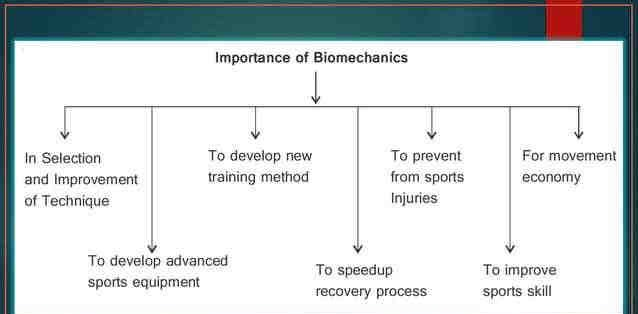 Importance of Biomechanics
In Selection
and Improvement
of Technique
To develop new
training method
To prevent
from sports
Injuries
For movement
economy
To develop advanced
sports equipment
To speedup
recovery process
To improve
sports skill